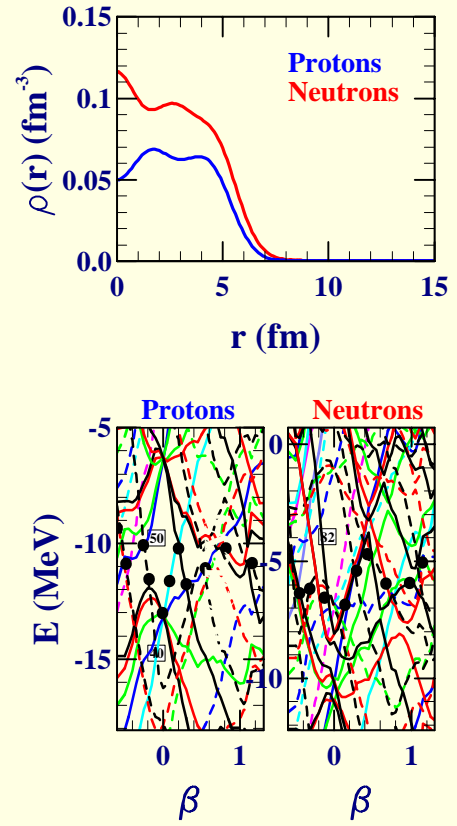 ρ(r) (fm-3)
0.15
0.1
0.05
0.0
Protons
Neutrons
0 5 10 15
r (fm)
Protons Neutrons
E (MeV)
-5
-10
-15
50
40
0
-5
10
82
0 1 0 1
β β